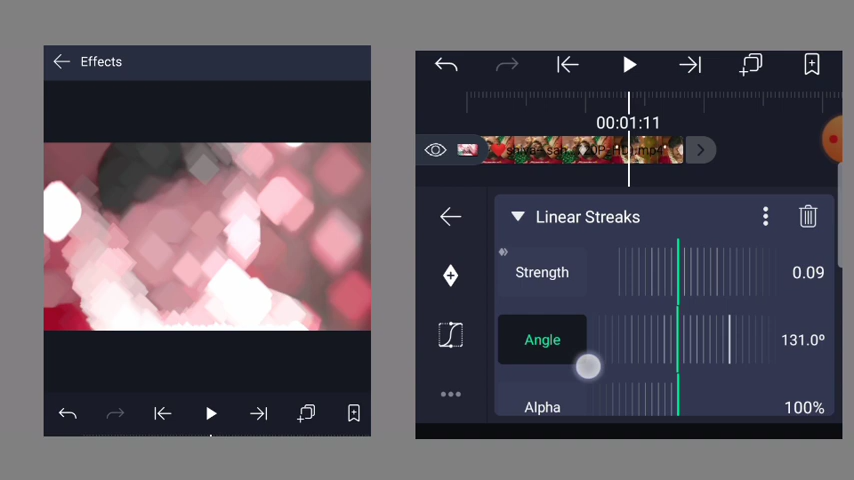 Effects
00:01:11
Linear Streaks
Strength
0.09
Angle
131.0º
Alpha
100%